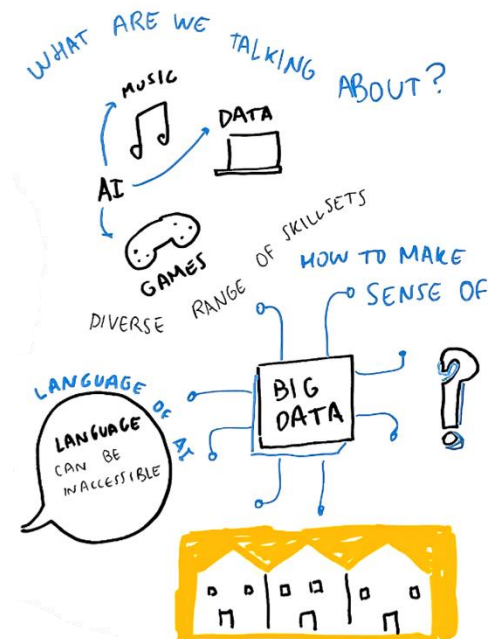 WHAT ARE WE TALKING ABOUT?
MUSIC
DATA
AI
GAMES
DIVERSE RANGE OF SKILLSETS
HOW TO MAKE
SENSE OF
BIG
DATA
?
LANGUAGE OF AI
LANGUAGE
CAN BE
INACCESSIBLE